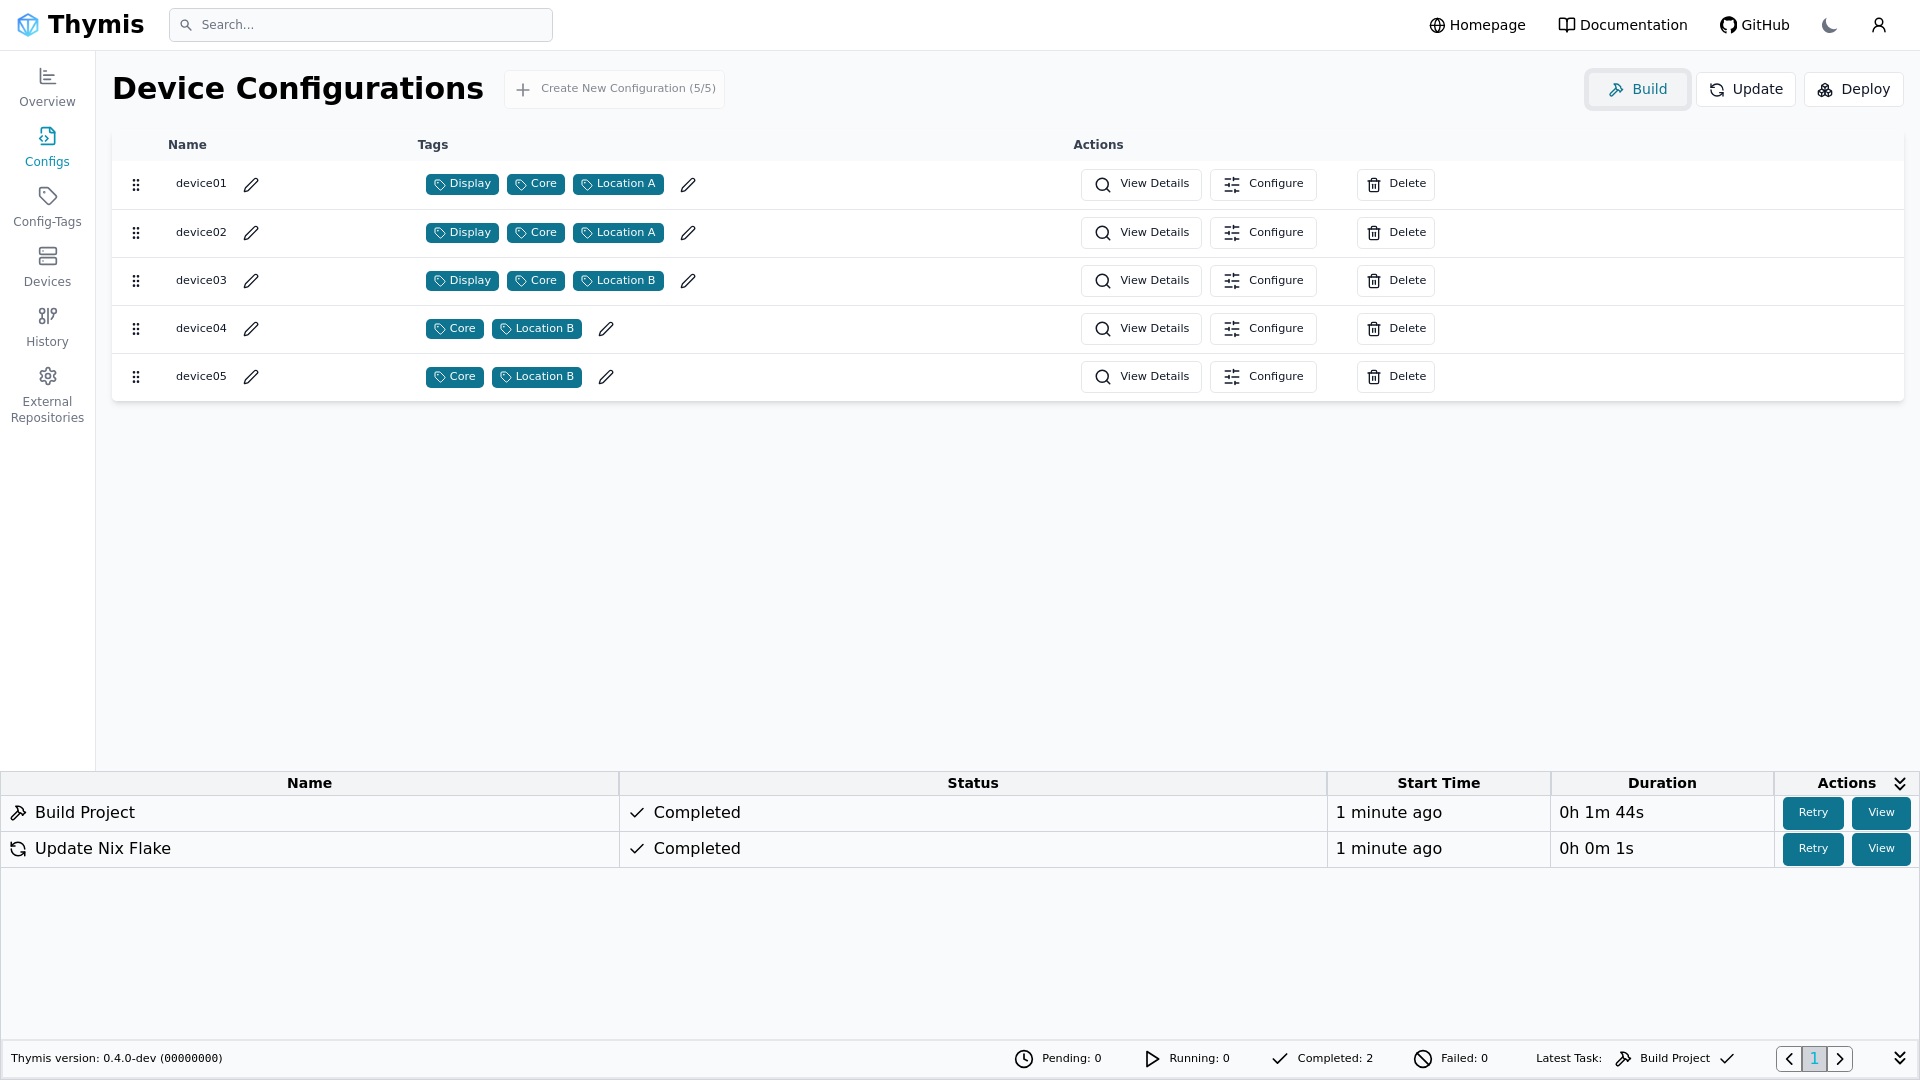 Thymis
Search...
Homepage
Documentation
GitHub
Overview
Configs
Config-Tags
Devices
History
External
Repositories
Device Configurations
Create New Configuration (5/5)
Build
Update
Deploy
Name Tags Actions
device01 Display Core Location A View Details Configure Delete
device02 Display Core Location A View Details Configure Delete
device03 Display Core Location B View Details Configure Delete
device04 Core Location B View Details Configure Delete
device05 Core Location B View Details Configure Delete
Name Status Start Time Duration Actions
Build Project Completed 1 minute ago 0h 1m 44s Retry View
Update Nix Flake Completed 1 minute ago 0h 0m 1s Retry View
Thymis version: 0.4.0-dev (00000000) Pending: 0 Running: 0 Completed: 2 Failed: 0 Latest Task: Build Project 1